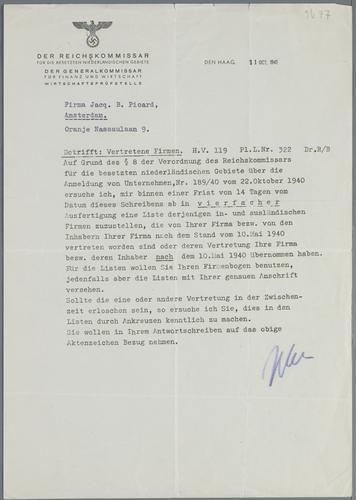 1677
DER REICHSKOMMISSAR
FÜR DIE BESETZTEN NIEDERLÄNDISCHEN GEBIETE
DER GENERALKOMMISSAR
FÜR FINANZ UND WIRTSCHAFT
WIRTSCHAFTSPRÜFSTELLE
DEN HAAG, 11 OCT. 1941
Firma Jacq. B. Picard,
Amsterdam.
Oranje Nassaulaan 9.
Betrifft: Vertretene Firmen. H.V. 119 Pl.L.Nr. 322 Dr.R/B
Auf Grund des § 8 der Verordnung des Reichskommissars
für die besetzten niederländischen Gebiete über die
Anmeldung von Unternehmen,Nr.189/40 vom 22.Oktober 1940
ersuche ich, mir binnen einer Frist von 14 Tagen vom
Datum dieses Schreibens ab in v i e r f a c h e r
Ausfertigung eine Liste derjenigen in- und ausländischen
Firmen zuzustellen, die von Ihrer Firma bezw. von den
Inhabern Ihrer Firma nach dem Stand vom 10.Mai 1940
vertreten worden sind oder deren Vertretung Ihre Firma
bezw. deren Inhaber nach dem 10.Mai 1940 übernommen haben.
Für die Listen wollen Sie Ihren Firmenbogen benutzen,
jedenfalls aber die Listen mit Ihrer genauen Anschrift
versehen.
Sollte die eine oder andere Vertretung in der Zwischen-
zeit erloschen sein, so ersuche ich Sie, dies in den
Listen durch Ankreuzen kenntlich zu machen.
Sie wollen in Ihrem Antwortschreiben auf das obige
Aktenzeichen Bezug nehmen.